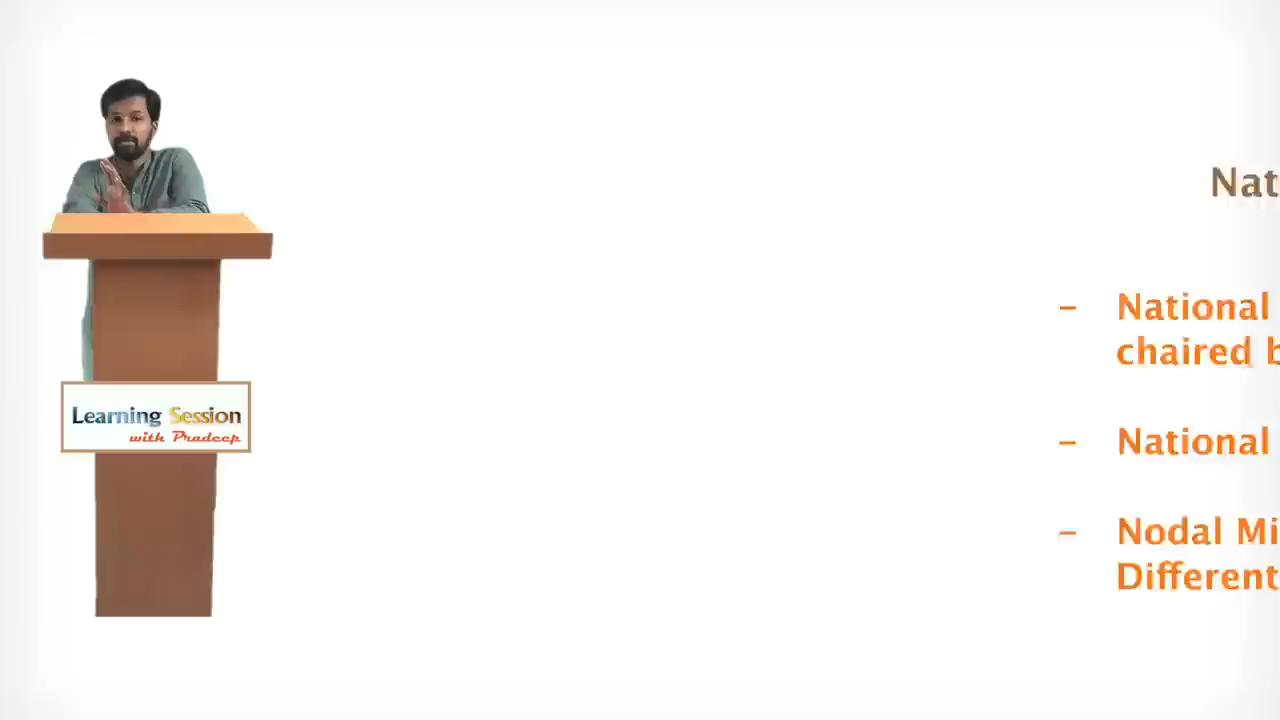 Nat
- National
chaired b
- National
- Nodal Mi
Different
Learning Session
with Pradeep